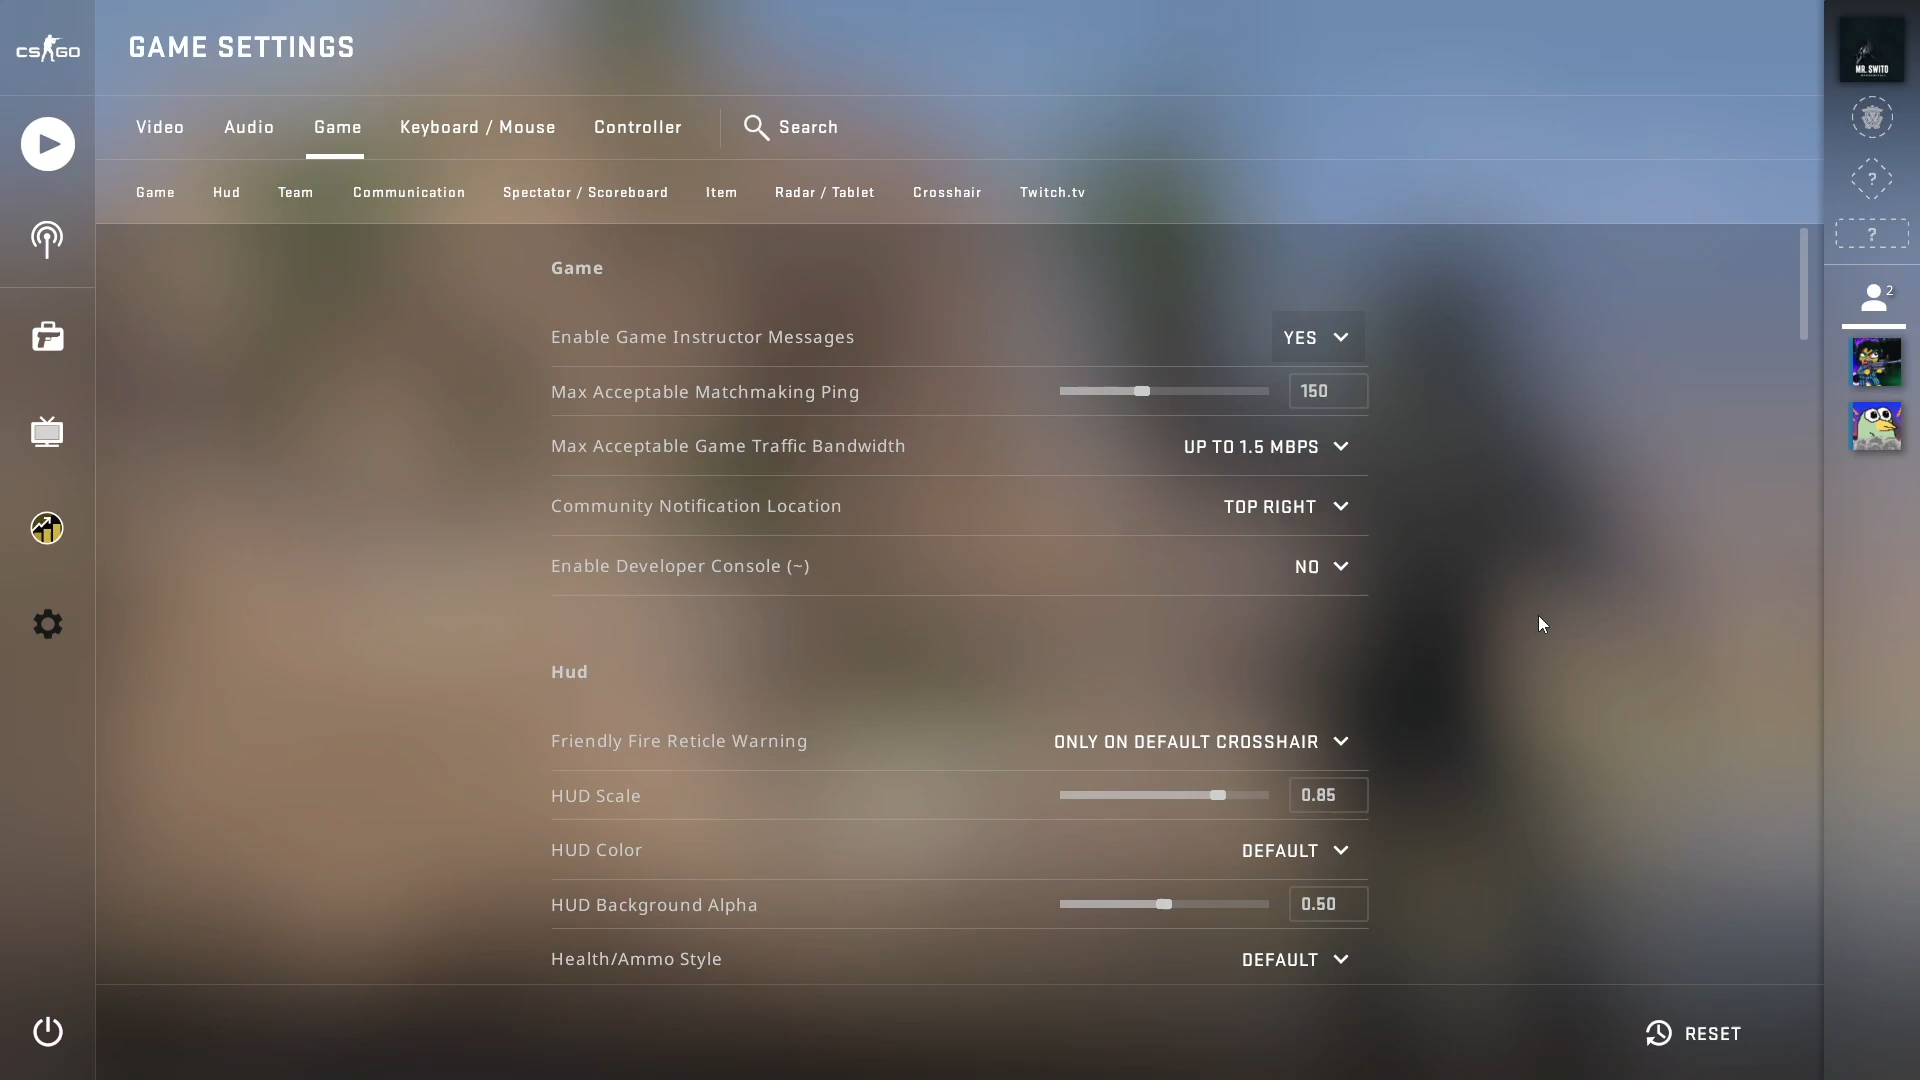 CS GO
GAME SETTINGS
MR. SWITO
Video Audio Game Keyboard / Mouse Controller Search
Game Hud Team Communication Spectator / Scoreboard Item Radar / Tablet Crosshair Twitch.tv
?
?
2
Game
Enable Game Instructor Messages YES
Max Acceptable Matchmaking Ping 150
Max Acceptable Game Traffic Bandwidth UP TO 1.5 MBPS
Community Notification Location TOP RIGHT
Enable Developer Console (~) NO
Hud
Friendly Fire Reticle Warning ONLY ON DEFAULT CROSSHAIR
HUD Scale 0.85
HUD Color DEFAULT
HUD Background Alpha 0.50
Health/Ammo Style DEFAULT
RESET